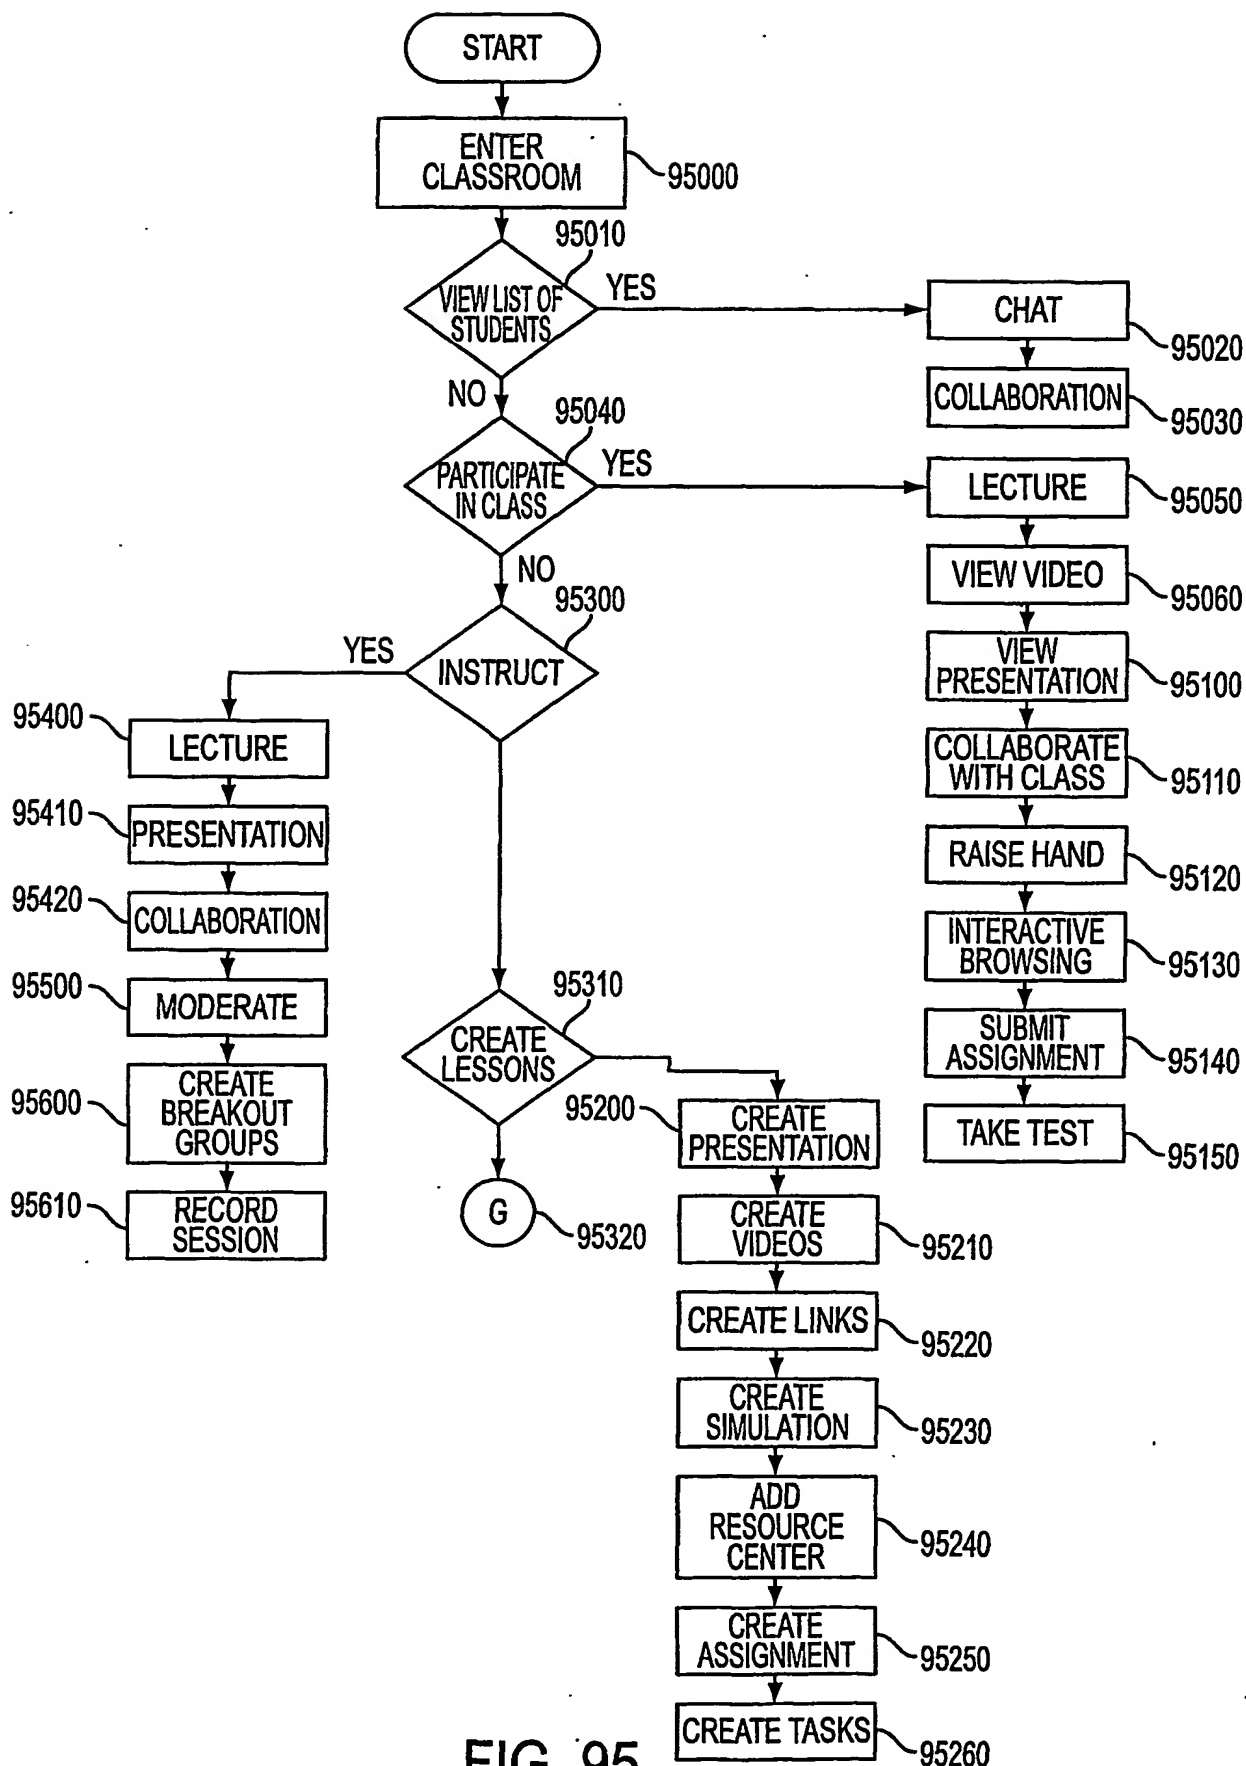 START
ENTER
CLASSROOM
95000
95010
VIEW LIST OF
STUDENTS
YES
NO
CHAT
95020
COLLABORATION
95030
95040
PARTICIPATE
IN CLASS
YES
NO
LECTURE
95050
VIEW VIDEO
95060
VIEW
PRESENTATION
95100
COLLABORATE
WITH CLASS
95110
RAISE HAND
95120
INTERACTIVE
BROWSING
95130
SUBMIT
ASSIGNMENT
95140
TAKE TEST
95150
95300
INSTRUCT
YES
95400
LECTURE
95410
PRESENTATION
95420
COLLABORATION
95500
MODERATE
95600
CREATE
BREAKOUT
GROUPS
95610
RECORD
SESSION
95310
CREATE
LESSONS
G
95320
95200
CREATE
PRESENTATION
CREATE
VIDEOS
95210
CREATE LINKS
95220
CREATE
SIMULATION
95230
ADD
RESOURCE
CENTER
95240
CREATE
ASSIGNMENT
95250
CREATE TASKS
95260
FIG. 95